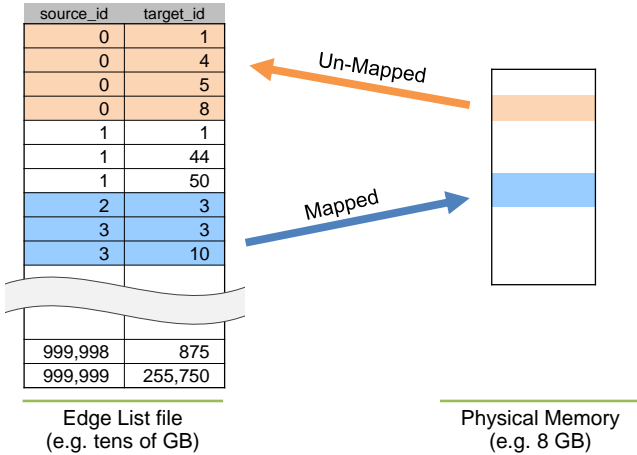 source_id target_id
0 1
0 4
0 5
0 8
1 1
1 44
1 50
2 3
3 3
3 10
999,998 875
999,999 255,750
Un-Mapped
Mapped
Edge List file
(e.g. tens of GB)
Physical Memory
(e.g. 8 GB)